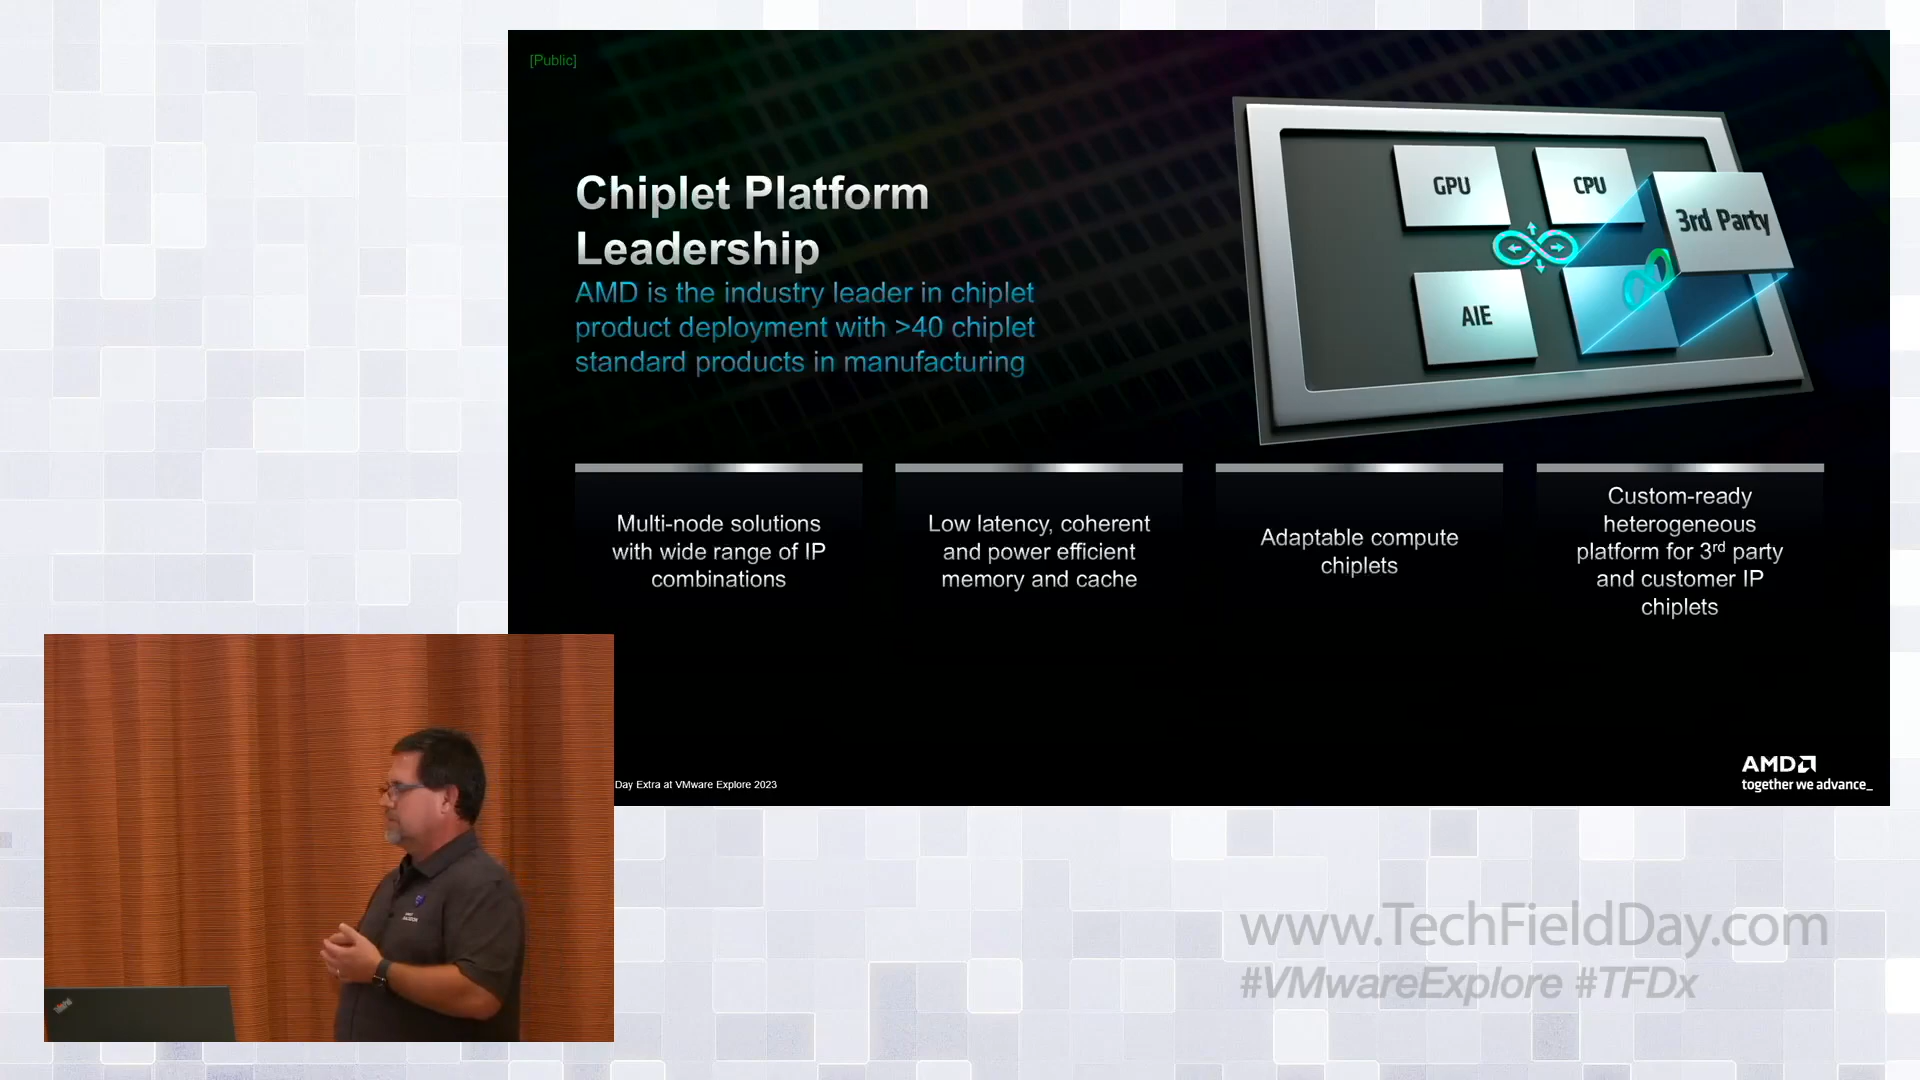 [Public]
Chiplet Platform
Leadership
AMD is the industry leader in chiplet
product deployment with >40 chiplet
standard products in manufacturing
GPU
CPU
3rd Party
AIE
Multi-node solutions
with wide range of IP
combinations
Low latency, coherent
and power efficient
memory and cache
Adaptable compute
chiplets
Custom-ready
heterogeneous
platform for 3rd party
and customer IP
chiplets
Day Extra at VMware Explore 2023
AMD
together we advance_
www.TechFieldDay.com
#VMwareExplore #TFDx